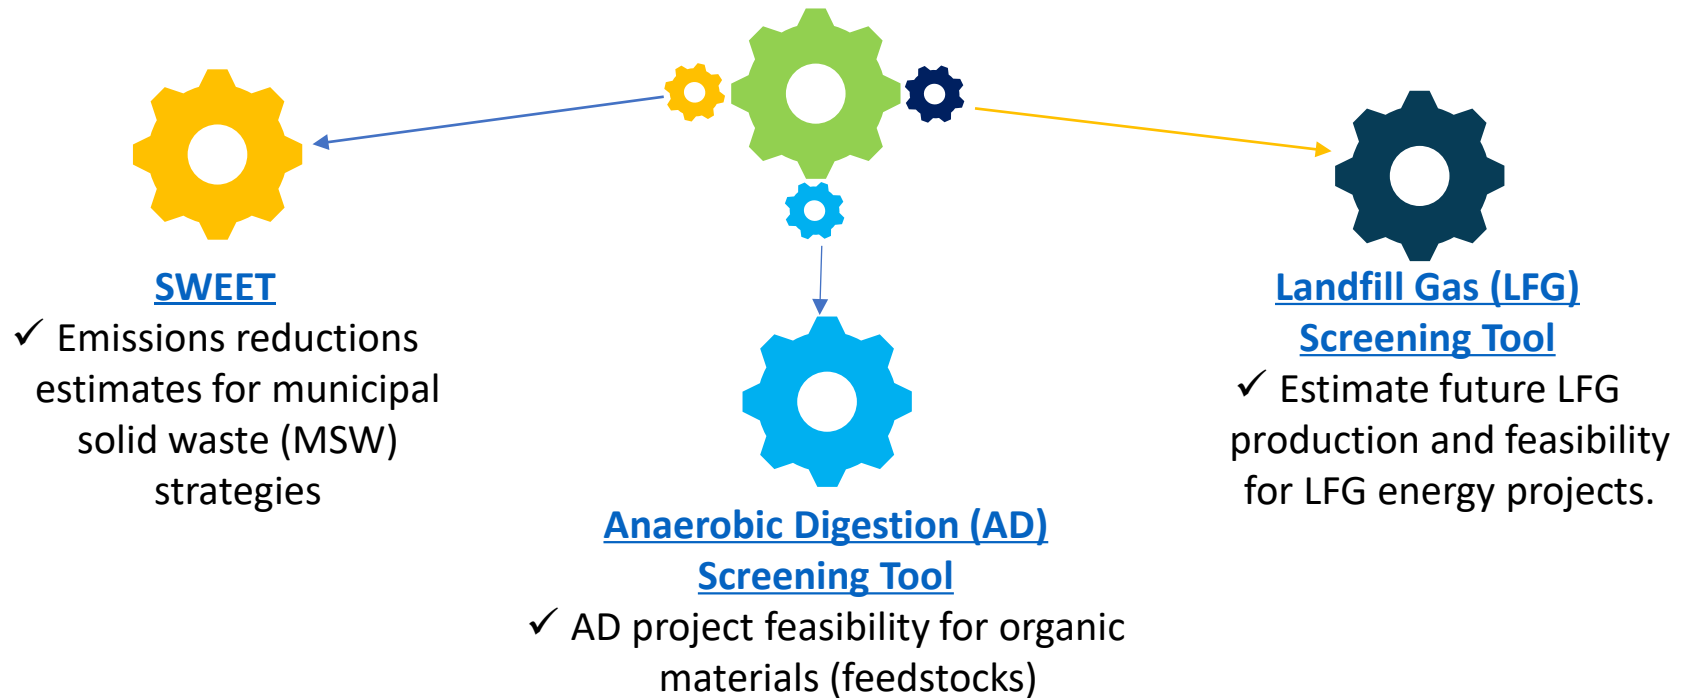 SWEET
✓ Emissions reductions
estimates for municipal
solid waste (MSW)
strategies
Anaerobic Digestion (AD)
Screening Tool
✓ AD project feasibility for organic
materials (feedstocks)
Landfill Gas (LFG)
Screening Tool
✓ Estimate future LFG
production and feasibility
for LFG energy projects.